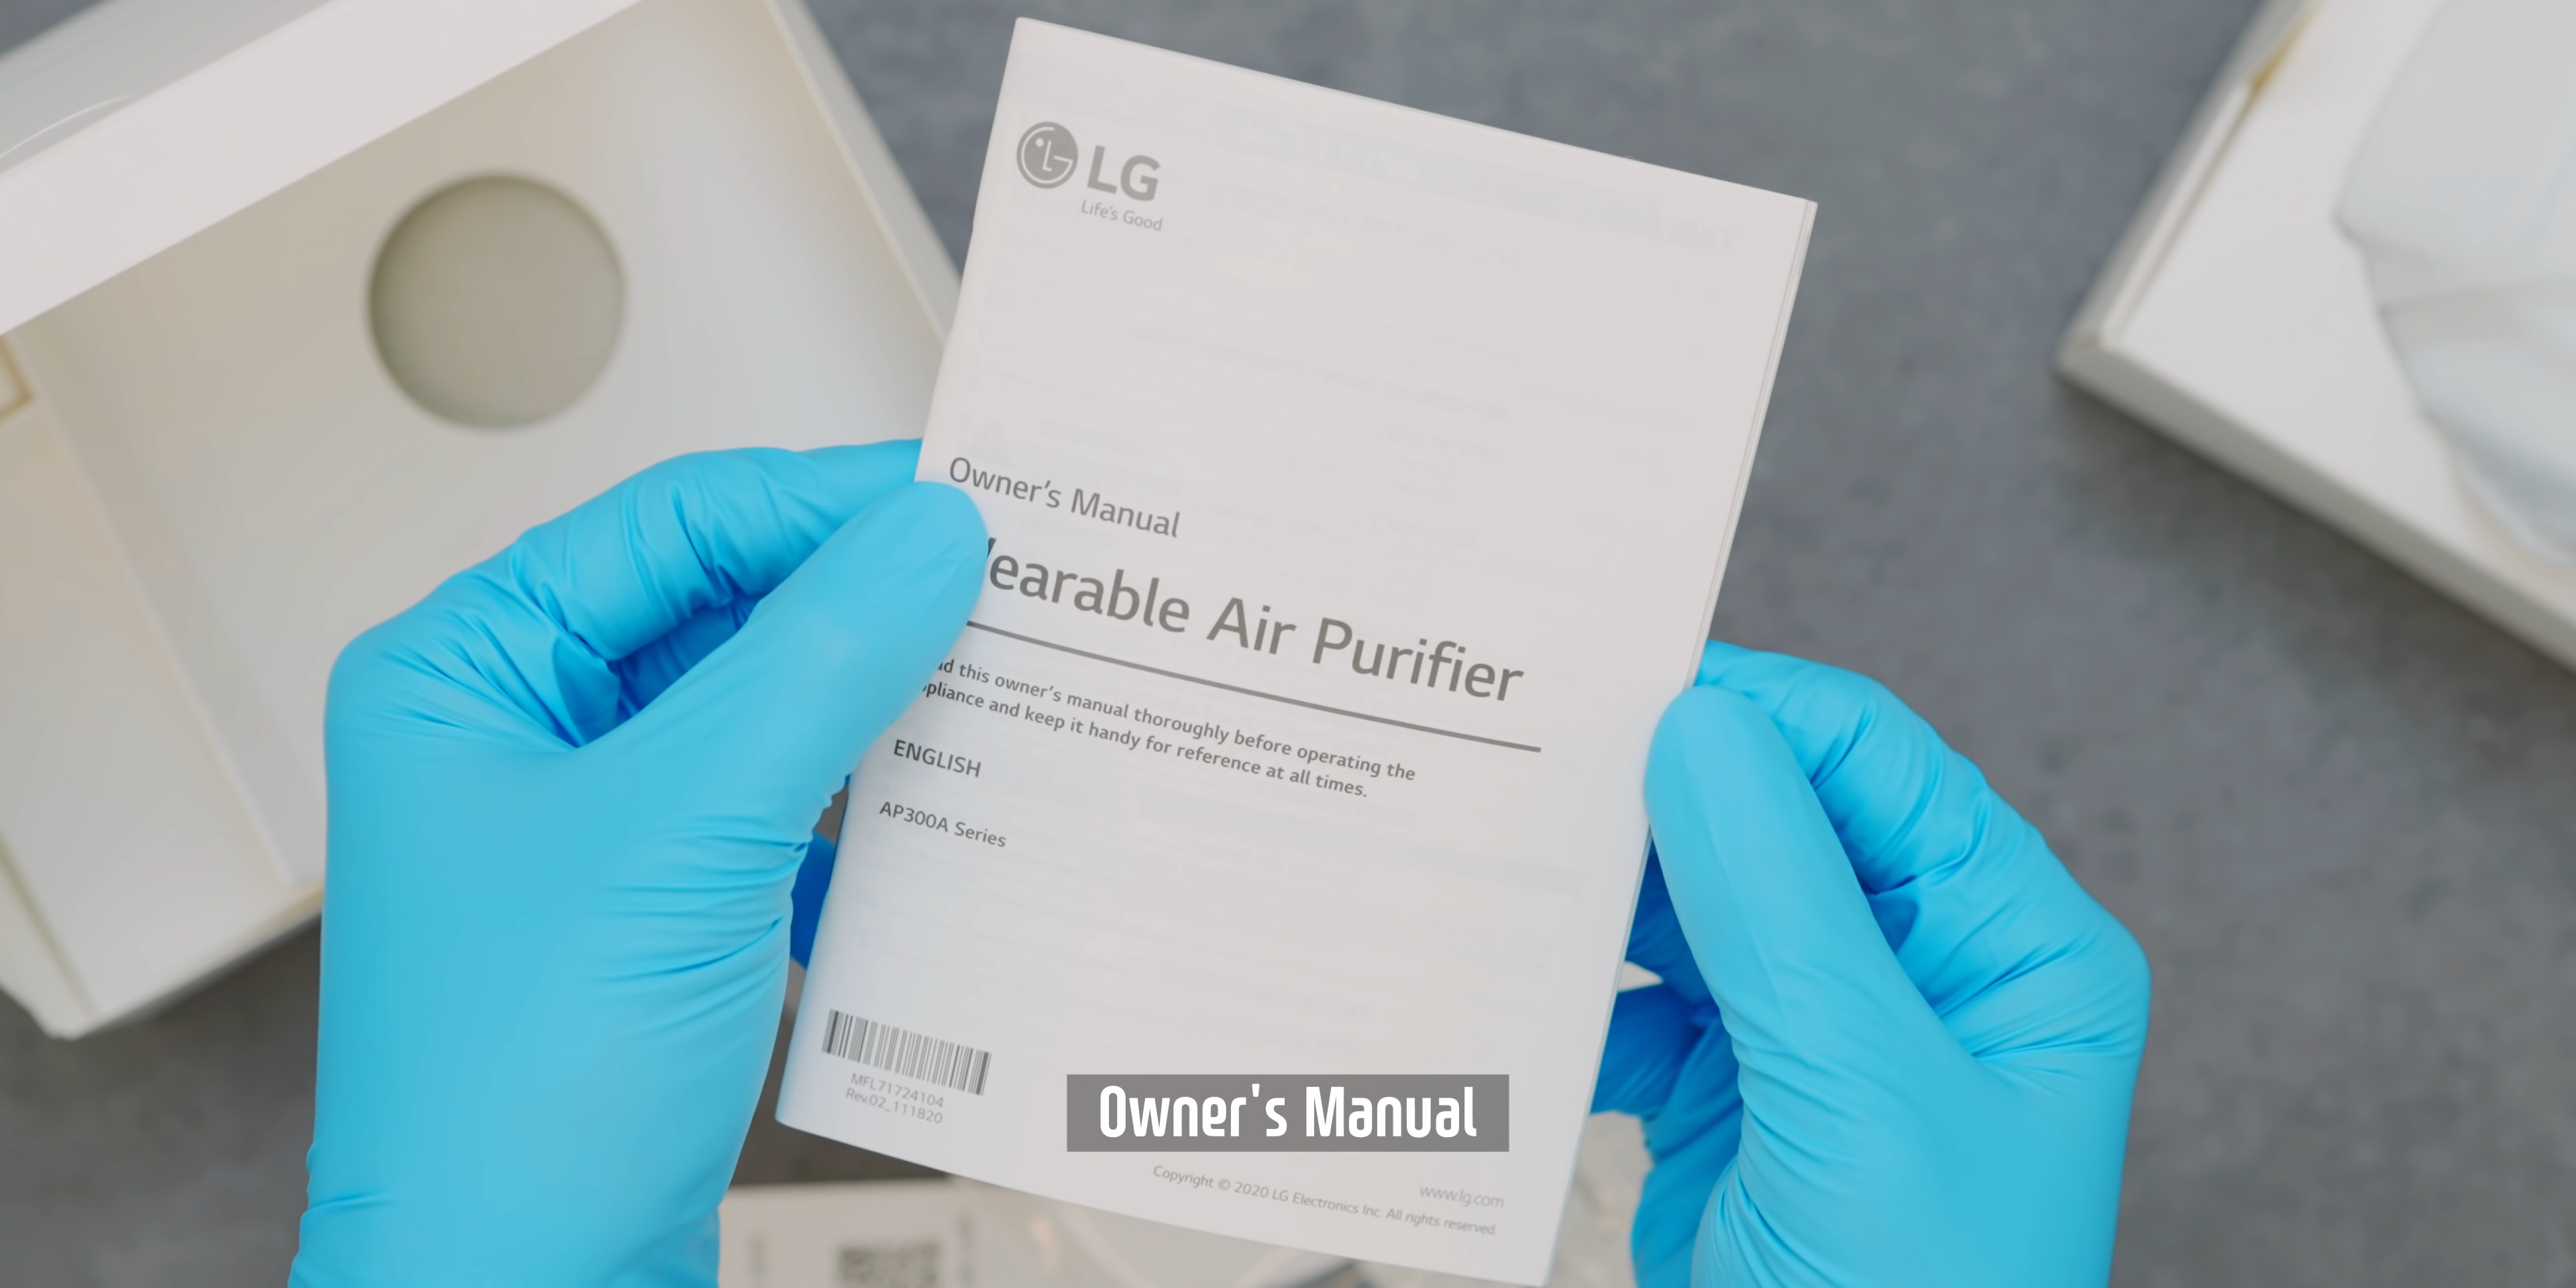 LG
Life's Good
Owner's Manual
earable Air Purifier
this owner's manual thoroughly before operating the
and keep it handy for reference at all times.
ENGLISH
AP300A Series
MFL71724104
Rev.02_111820
Owner's Manual
www.lg.com
Copyright © 2020 LG Electronics Inc. All rights reserved.